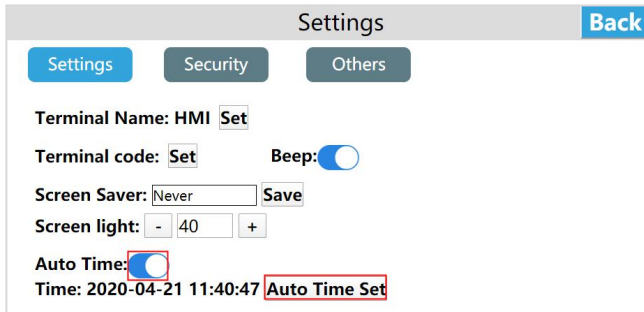 Settings Back
Settings Security Others
Terminal Name: HMI Set
Terminal code: Set Beep:
Screen Saver: Never Save
Screen light: - 40 +
Auto Time:
Time: 2020-04-21 11:40:47 Auto Time Set